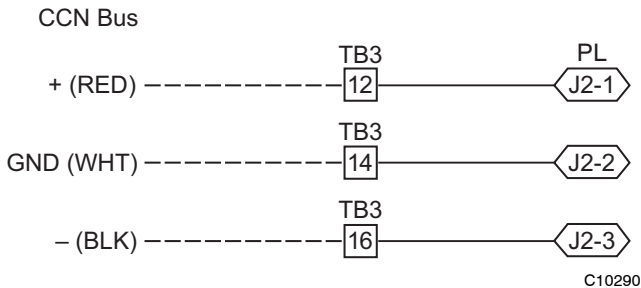 CCN Bus
TB3 PL
+ (RED) 12 J2-1
TB3
GND (WHT) 14 J2-2
TB3
– (BLK) 16 J2-3
C10290